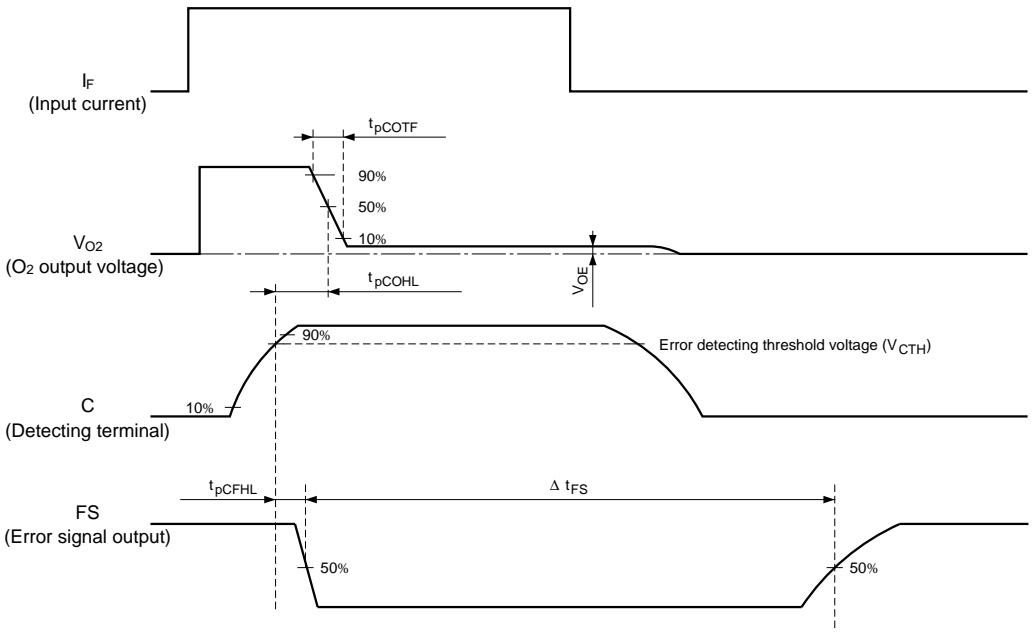 IF
(Input current)
tpCOTF
90%
50%
10%
VO2
(O2 output voltage)
VOE
tpCOHL
90%
Error detecting threshold voltage (VCTH)
10%
C
(Detecting terminal)
tpCFHL
Δ tFS
FS
(Error signal output)
50%
50%